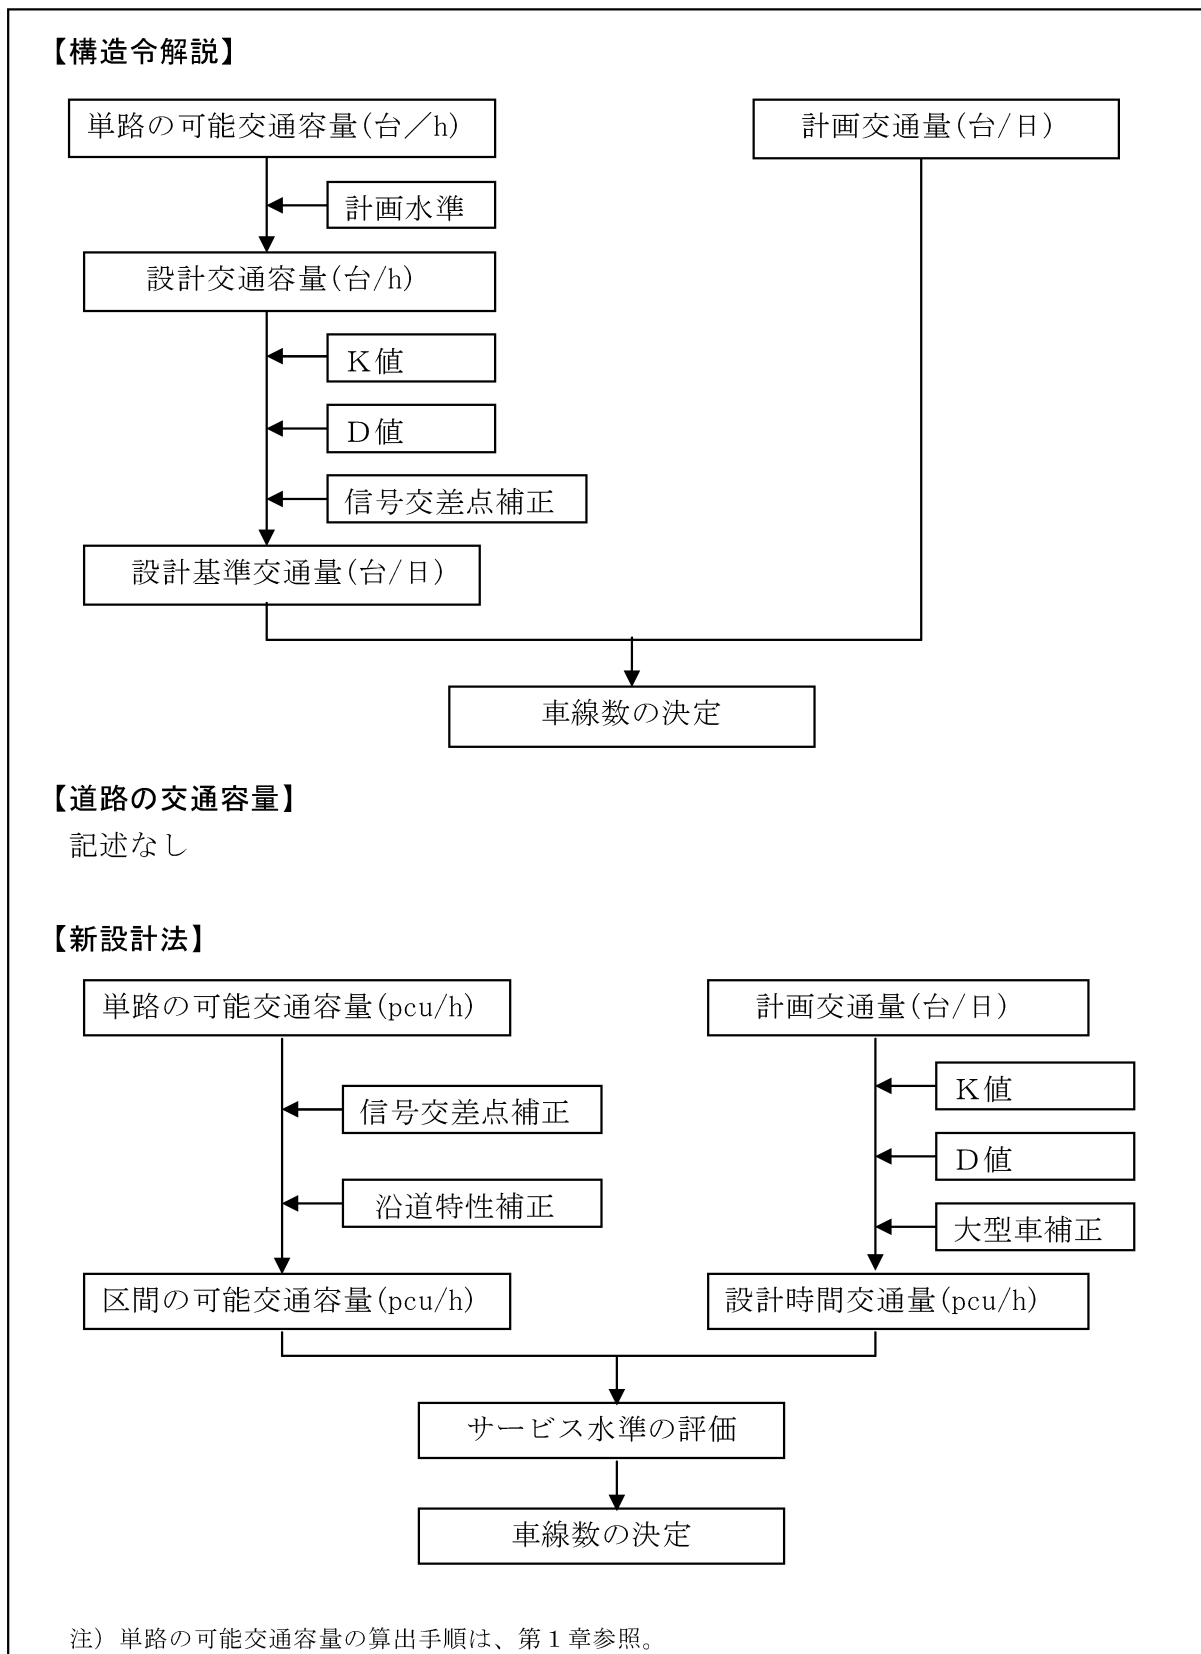 【構造令解説】
単路の可能交通容量(台／h)
計画交通量(台/日)
計画水準
設計交通容量(台/h)
Ｋ値
Ｄ値
信号交差点補正
設計基準交通量(台/日)
車線数の決定
【道路の交通容量】
記述なし
【新設計法】
単路の可能交通容量(pcu/h)
計画交通量(台/日)
Ｋ値
信号交差点補正
Ｄ値
沿道特性補正
大型車補正
区間の可能交通容量(pcu/h)
設計時間交通量(pcu/h)
サービス水準の評価
車線数の決定
注）単路の可能交通容量の算出手順は、第１章参照。